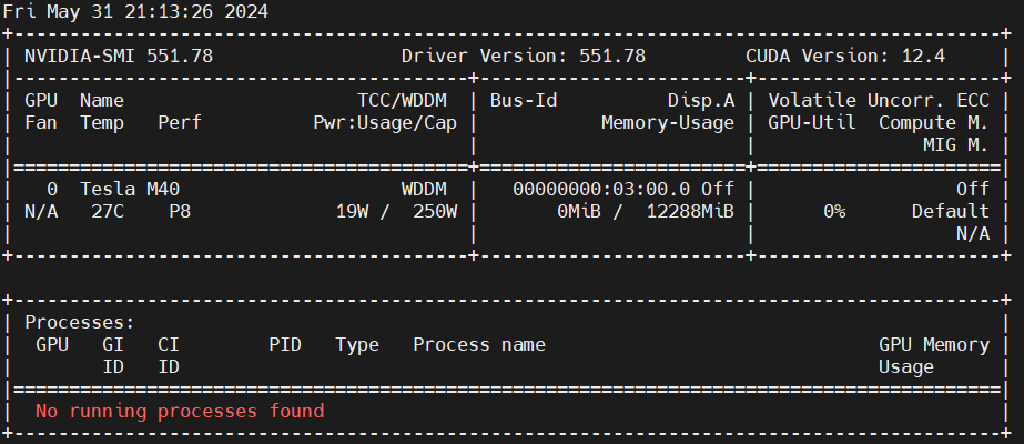 Fri May 31 21:13:26 2024
+-----------------------------------------------------------------------------------------+
| NVIDIA-SMI 551.78                 Driver Version: 551.78         CUDA Version: 12.4     |
|-----------------------------------------+------------------------+----------------------+
| GPU  Name                     TCC/WDDM  | Bus-Id          Disp.A | Volatile Uncorr. ECC |
| Fan  Temp   Perf          Pwr:Usage/Cap |           Memory-Usage | GPU-Util  Compute M. |
|                                         |                        |               MIG M. |
|=========================================+========================+======================|
|   0  Tesla M40                    WDDM  |   00000000:03:00.0 Off |                  Off |
| N/A   27C    P8             19W /  250W |       0MiB /  12288MiB |      0%      Default |
|                                         |                        |                  N/A |
+-----------------------------------------+------------------------+----------------------+

+-----------------------------------------------------------------------------------------+
| Processes:                                                                              |
|  GPU   GI   CI        PID   Type   Process name                              GPU Memory |
|        ID   ID                                                               Usage      |
|=========================================================================================|
|  No running processes found                                                             |
+-----------------------------------------------------------------------------------------+